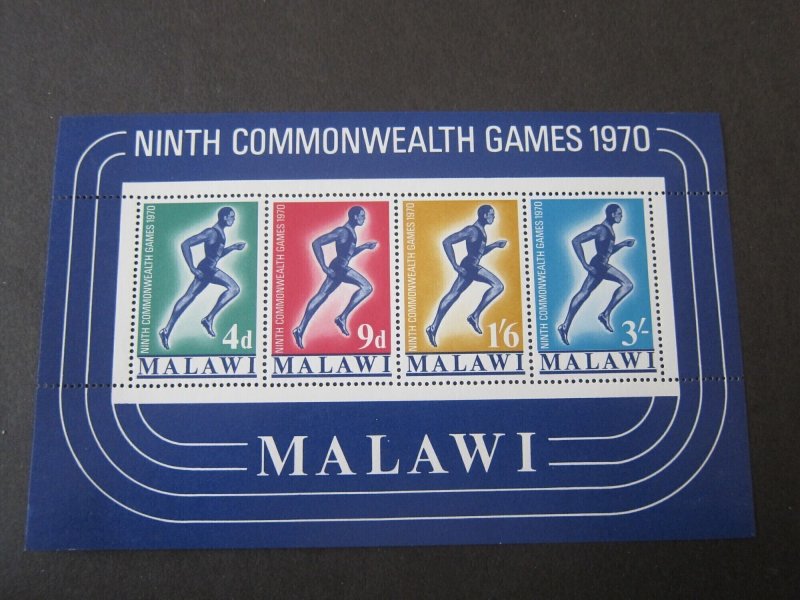 NINTH COMMONWEALTH GAMES 1970
NINTH COMMONWEALTH GAMES 1970
4d
MALAWI
NINTH COMMONWEALTH GAMES 1970
9d
MALAWI
NINTH COMMONWEALTH GAMES 1970
1'6
MALAWI
NINTH COMMONWEALTH GAMES 1970
3/-
MALAWI
MALAWI